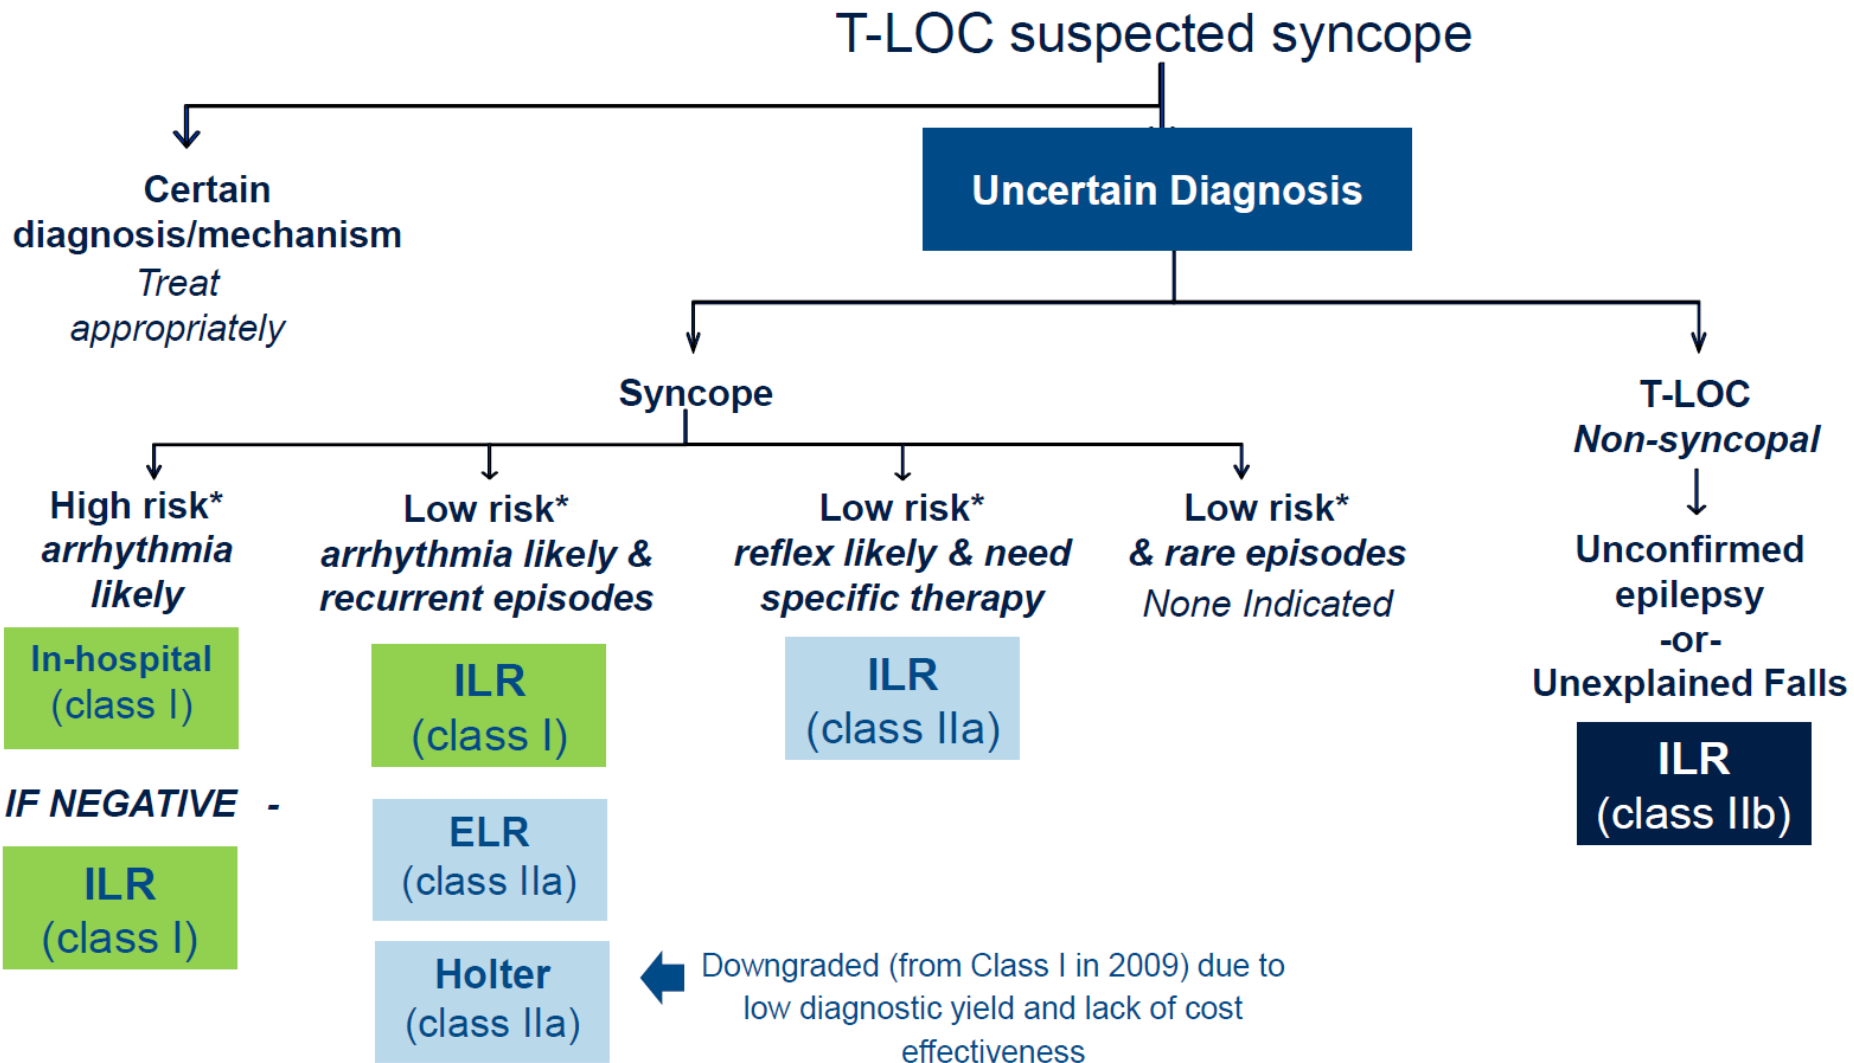 T-LOC suspected syncope
Certain
diagnosis/mechanism
Treat
appropriately
Uncertain Diagnosis
Syncope
T-LOC
Non-syncopal
High risk*
arrhythmia
likely
In-hospital
(class I)
IF NEGATIVE -
ILR
(class I)
Low risk*
arrhythmia likely &
recurrent episodes
ILR
(class I)
ELR
(class IIa)
Holter
(class IIa)
Downgraded (from Class I in 2009) due to
low diagnostic yield and lack of cost
effectiveness
Low risk*
reflex likely & need
specific therapy
ILR
(class IIa)
Low risk*
& rare episodes
None Indicated
Unconfirmed
epilepsy
-or-
Unexplained Falls
ILR
(class IIb)